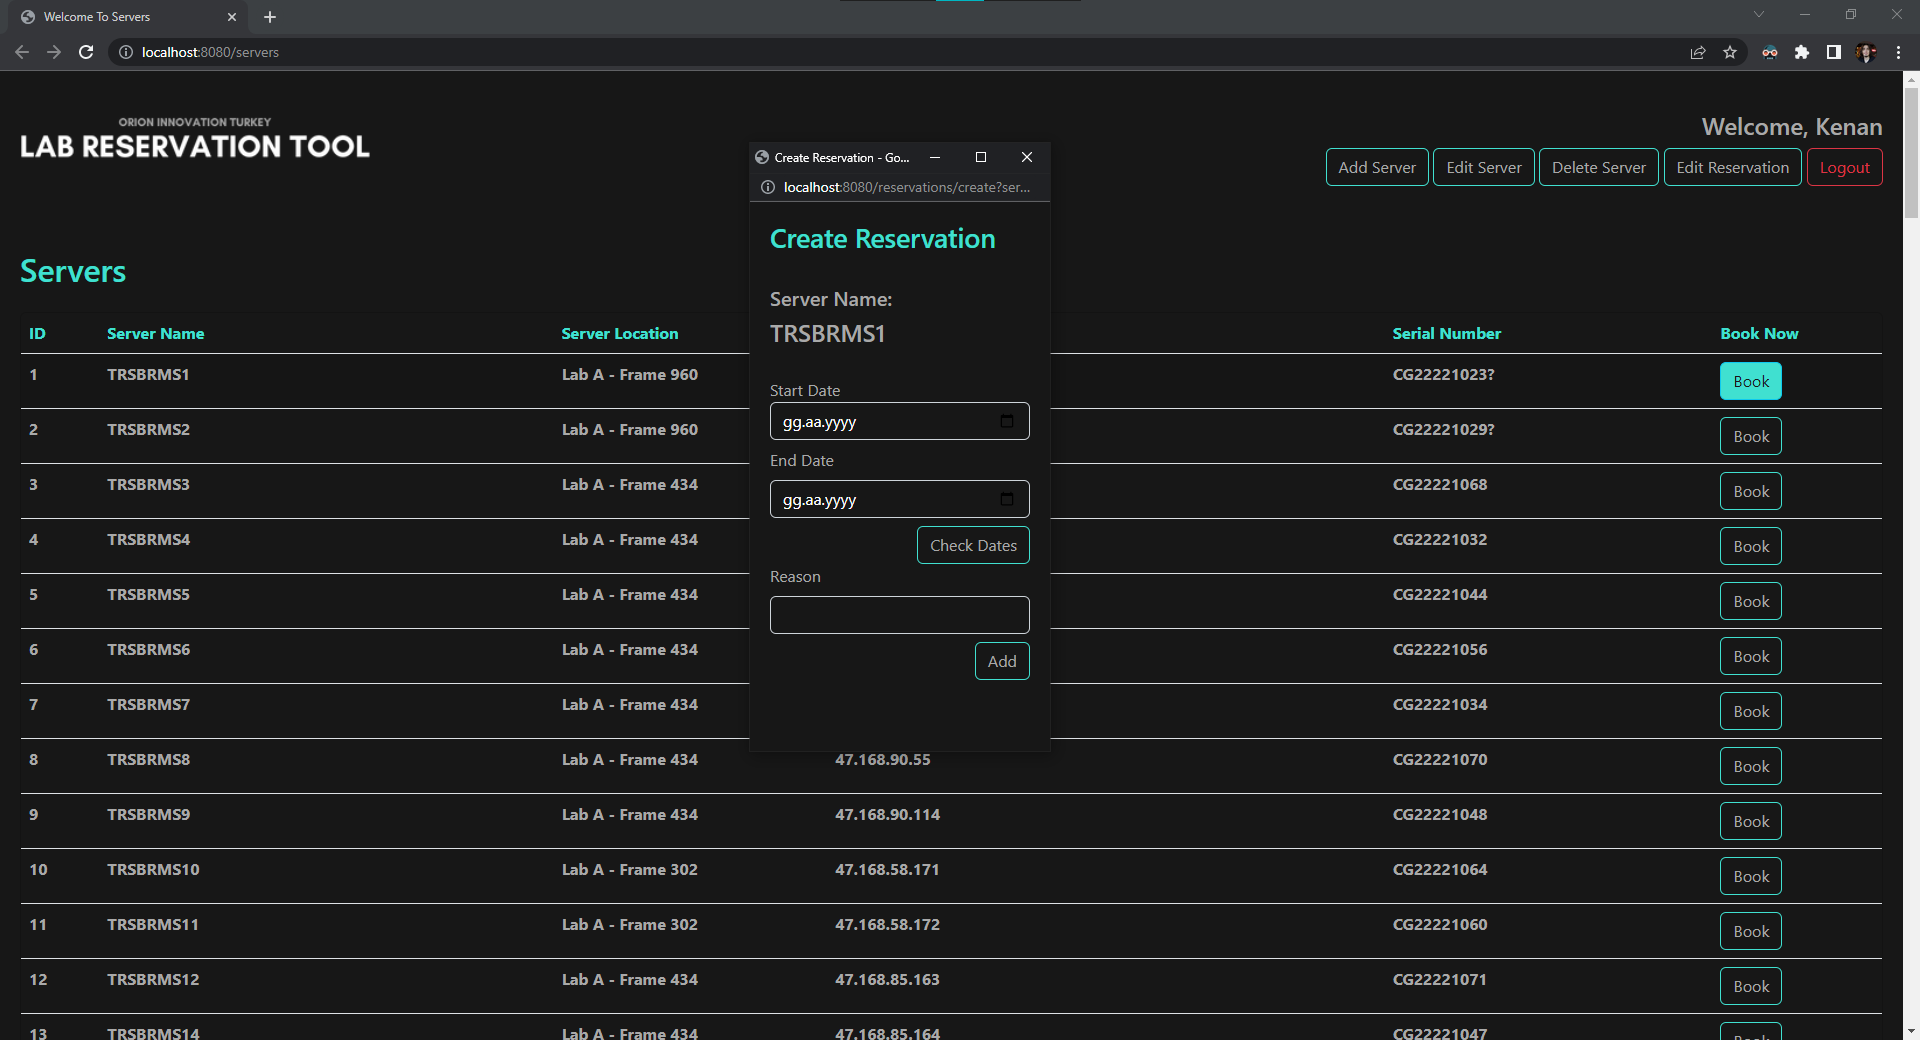 Welcome To Servers
localhost:8080/servers
ORION INNOVATION TURKEY
LAB RESERVATION TOOL
Welcome, Kenan
Add Server Edit Server Delete Server Edit Reservation Logout
Servers
ID Server Name Server Location Serial Number Book Now
1 TRSBRMS1 Lab A - Frame 960 CG22221023? Book
2 TRSBRMS2 Lab A - Frame 960 CG22221029? Book
3 TRSBRMS3 Lab A - Frame 434 CG22221068 Book
4 TRSBRMS4 Lab A - Frame 434 CG22221032 Book
5 TRSBRMS5 Lab A - Frame 434 CG22221044 Book
6 TRSBRMS6 Lab A - Frame 434 CG22221056 Book
7 TRSBRMS7 Lab A - Frame 434 CG22221034 Book
8 TRSBRMS8 Lab A - Frame 434 47.168.90.55 CG22221070 Book
9 TRSBRMS9 Lab A - Frame 434 47.168.90.114 CG22221048 Book
10 TRSBRMS10 Lab A - Frame 302 47.168.58.171 CG22221064 Book
11 TRSBRMS11 Lab A - Frame 302 47.168.58.172 CG22221060 Book
12 TRSBRMS12 Lab A - Frame 434 47.168.85.163 CG22221071 Book
13 TRSBRMS14 Lab A - Frame 434 47.168.85.164 CG22221047 Book
Create Reservation - Go...
localhost:8080/reservations/create?ser...
Create Reservation
Server Name:
TRSBRMS1
Start Date
gg.aa.yyyy
End Date
gg.aa.yyyy
Check Dates
Reason
Add